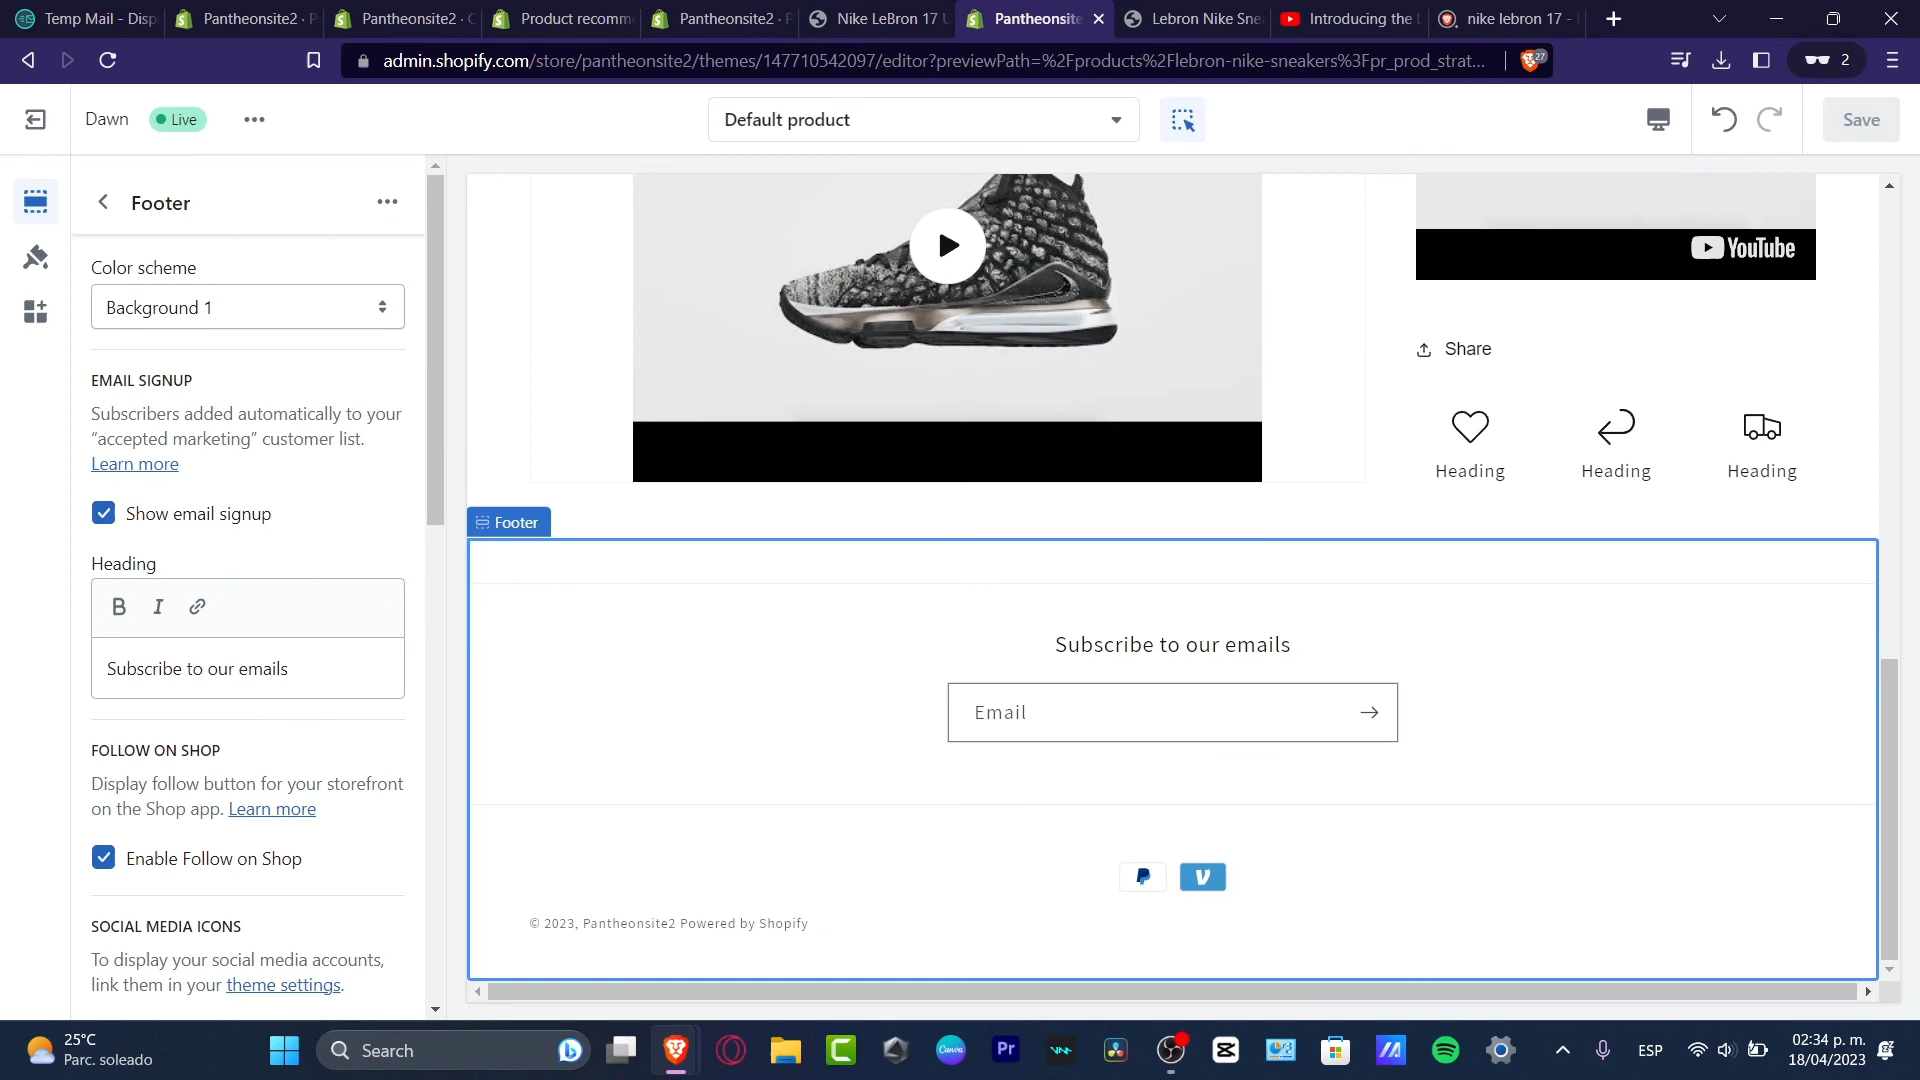 Temp Mail - Disp
Pantheonsite2 · P
Pantheonsite2 · C
Product recomm
Pantheonsite2 · P
Nike LeBron 17 L
Pantheonsite
Lebron Nike Snea
Introducing the L
nike lebron 17 -
admin.shopify.com/store/pantheonsite2/themes/147710542097/editor?previewPath=%2Fproducts%2Flebron-nike-sneakers%3Fpr_prod_strat...
27
2
Dawn
Live
Default product
Save
Footer
Color scheme
Background 1
EMAIL SIGNUP
Subscribers added automatically to your
“accepted marketing” customer list.
Learn more
Show email signup
Heading
B I
Subscribe to our emails
FOLLOW ON SHOP
Display follow button for your storefront
on the Shop app. Learn more
Enable Follow on Shop
SOCIAL MEDIA ICONS
To display your social media accounts,
link them in your theme settings.
YouTube
Share
Heading
Heading
Heading
Footer
Subscribe to our emails
Email
© 2023, Pantheonsite2 Powered by Shopify
25°C
Parc. soleado
Search
Canva
Pr
ESP
02:34 p. m.
18/04/2023